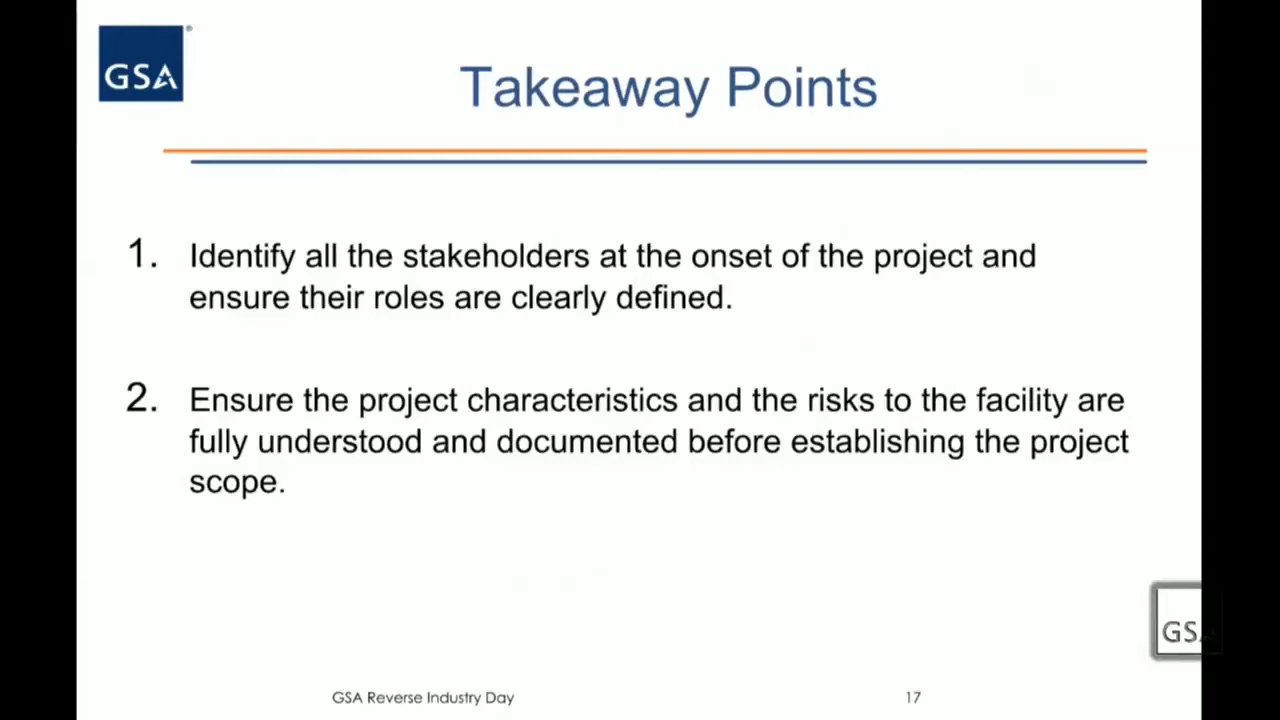 GSA
Takeaway Points
1. Identify all the stakeholders at the onset of the project and
ensure their roles are clearly defined.
2. Ensure the project characteristics and the risks to the facility are
fully understood and documented before establishing the project
scope.
GSA
GSA Reverse Industry Day 17